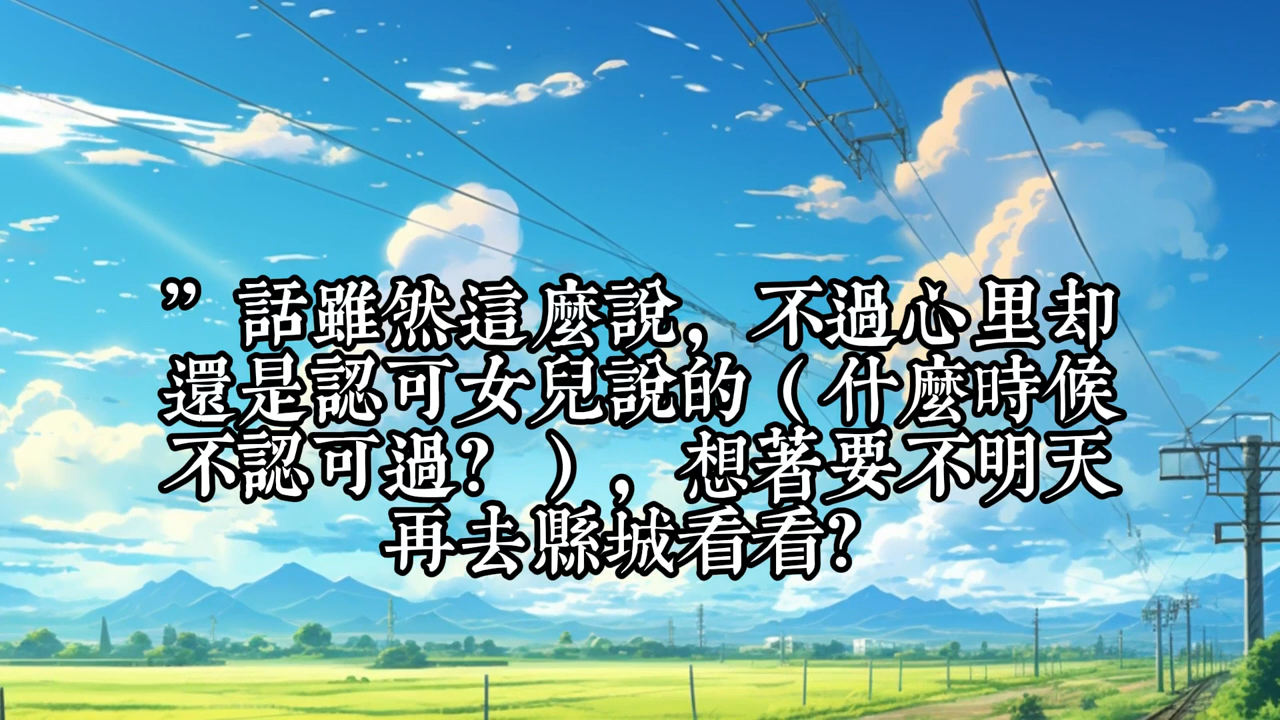 ”話雖然這麼說，不過心里却
還是認可女兒說的（什麼時候
不認可過？），想著要不明天
再去縣城看看？